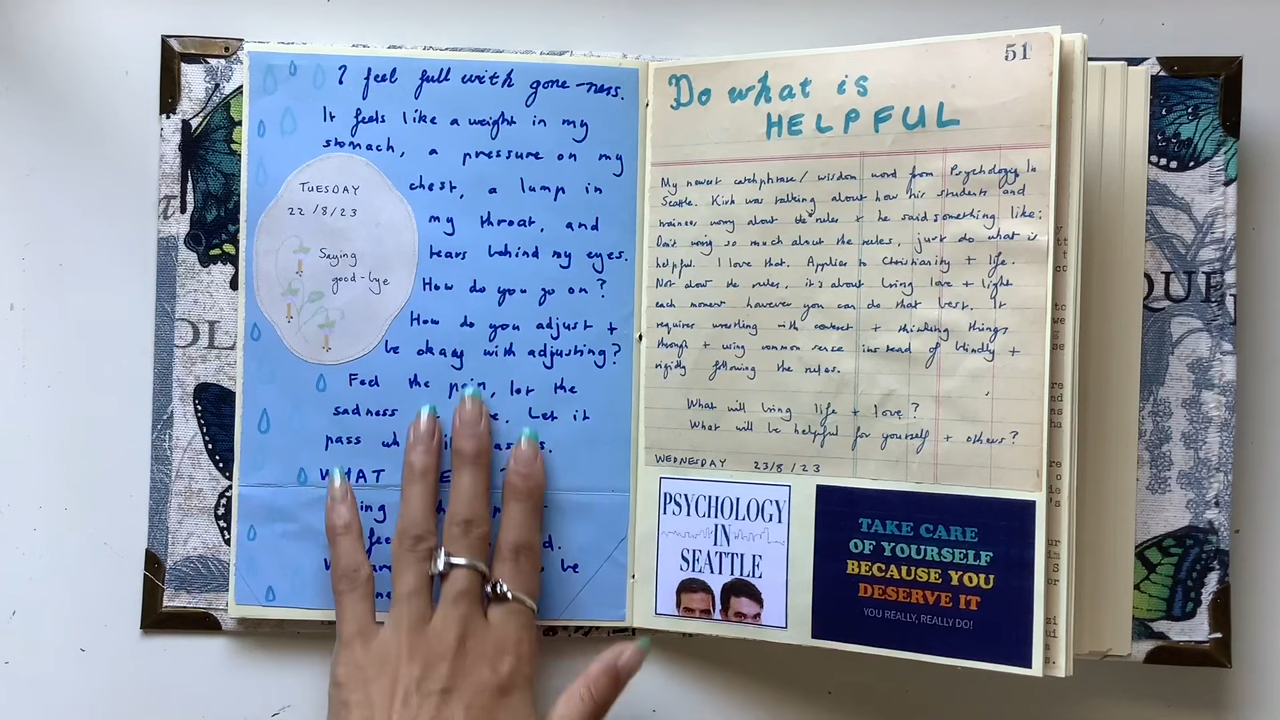 I feel full with gone-ness.
It feels like a weight in my
stomach, a pressure on my
chest, a lump in
my throat, and
tears behind my eyes.
How do you go on?
How do you adjust +
be okay with adjusting?
Feel the pain, let the
sadness Let it
pass
WHAT
be
TUESDAY
22/8/23
Saying
good-bye
51
Do what is
HELPFUL
My newest catchphrase/ wisdom word from Psychology In
Seattle. Kirk was talking about how his students and
trainees worry about the rules + he said something like:
Don't worry so much about the rules, just do what is
helpful. I love that. Applies to Christianity + life.
Not about the rules, it's about bring love + light
each moment however you can do that best. It
requires wrestling with context + thinking things
through + using common sense instead of blindly +
rigidly following the rules.
What will bring life + love?
What will be helpful for yourself + others?
WEDNESDAY 23/8/23
PSYCHOLOGY
IN
SEATTLE
TAKE CARE
OF YOURSELF
BECAUSE YOU
DESERVE IT
YOU REALLY, REALLY DO!